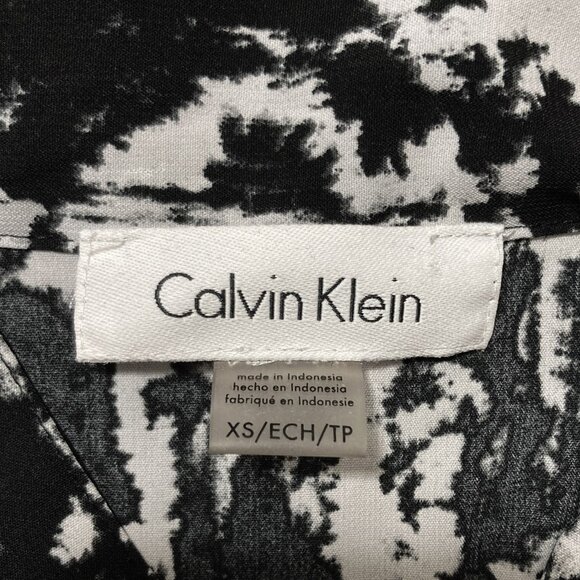 Calvin Klein
made in Indonesia
hecho en Indonesia
fabriqué en Indonesie
XS/ECH/TP